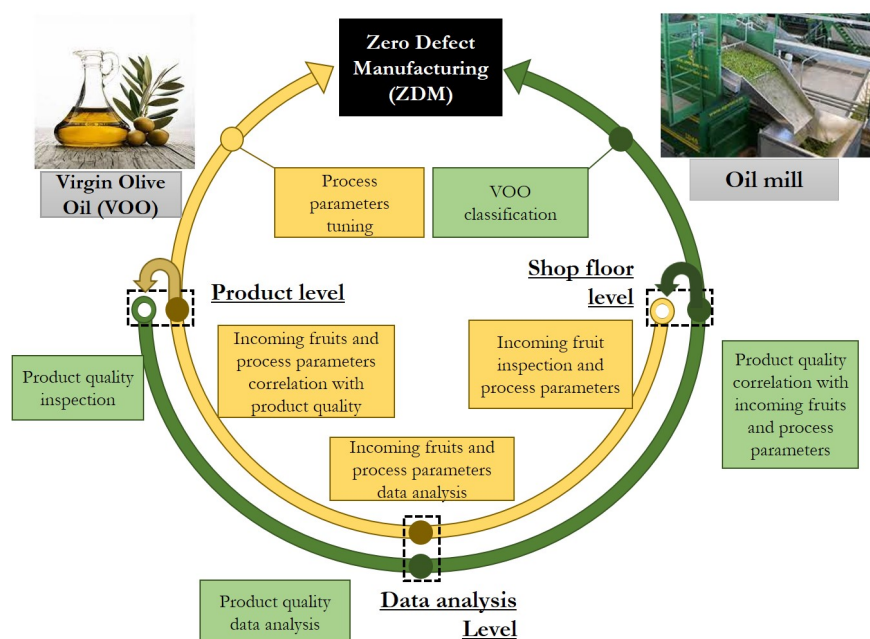 Zero Defect
Manufacturing
(ZDM)
Virgin Olive
Oil (VOO)
Oil mill
Process
parameters
tuning
VOO
classification
Product level
Shop floor
level
Product quality
inspection
Incoming fruits and
process parameters
correlation with
product quality
Incoming fruit
inspection and
process parameters
Product quality
correlation with
incoming fruits
and process
parameters
Incoming fruits and
process parameters
data analysis
Product quality
data analysis
Data analysis
Level